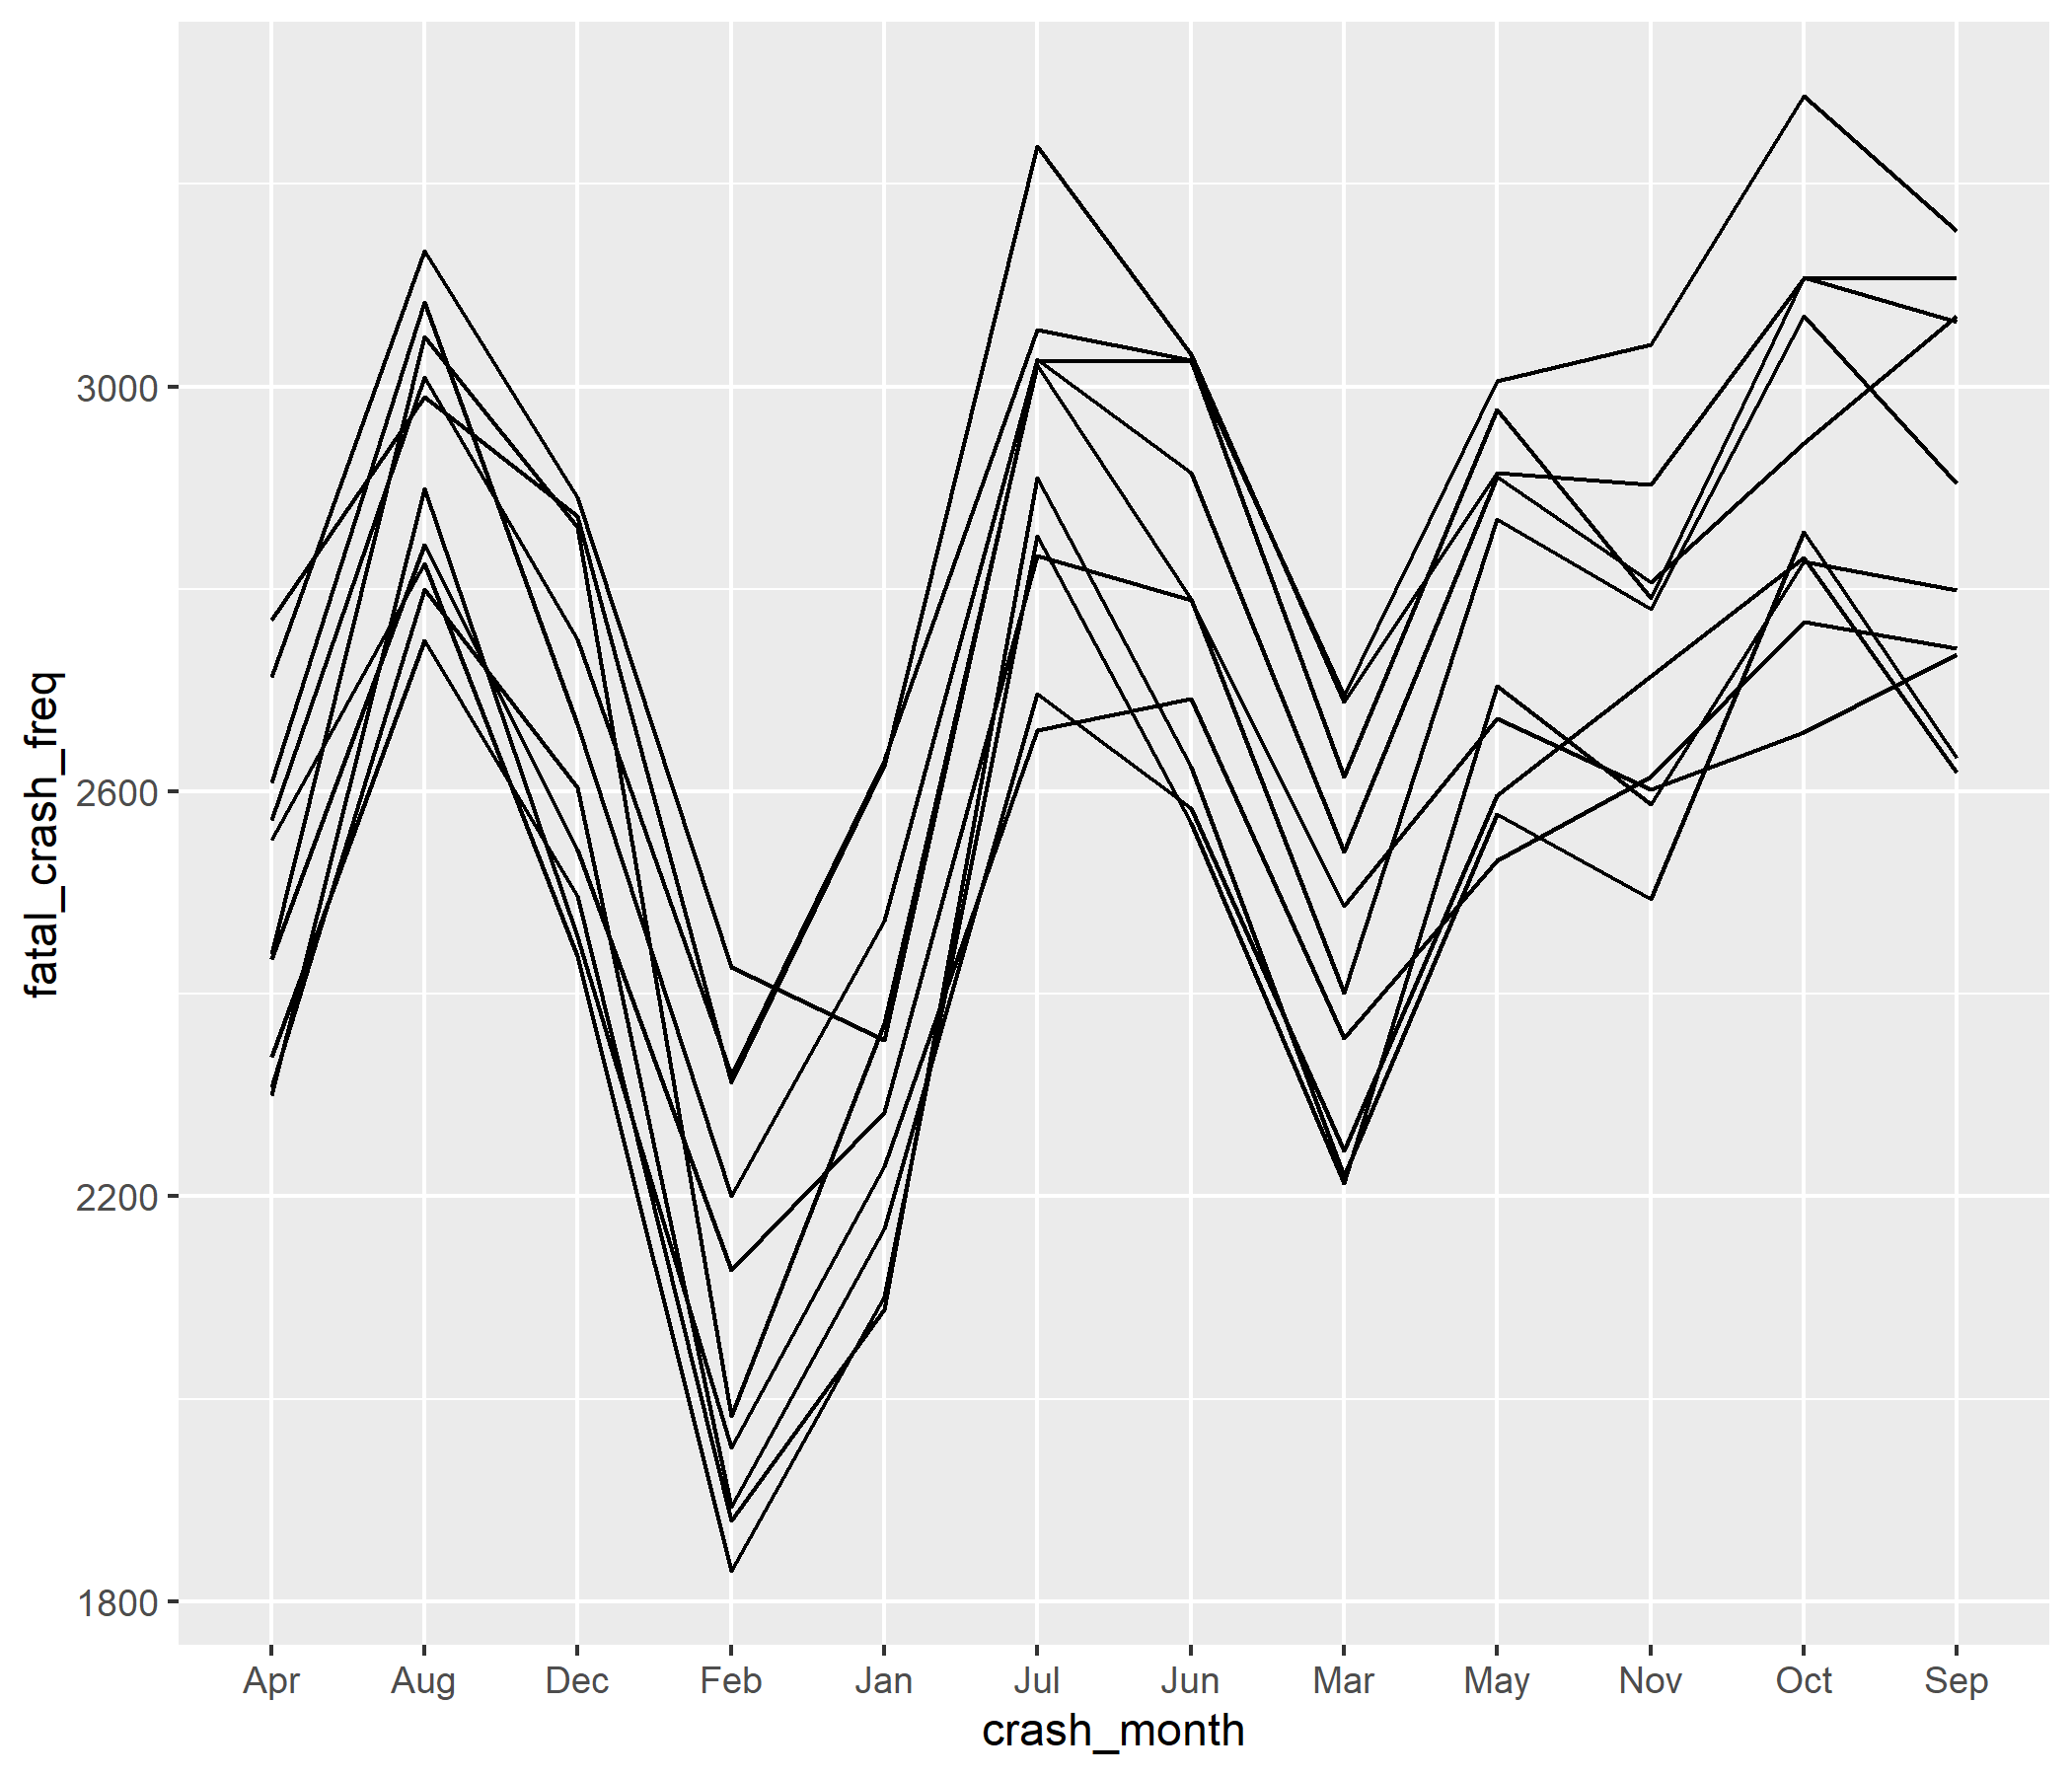 fatal_crash_freq
3000
2600
2200
1800
Apr Aug Dec Feb Jan Jul Jun Mar May Nov Oct Sep
crash_month